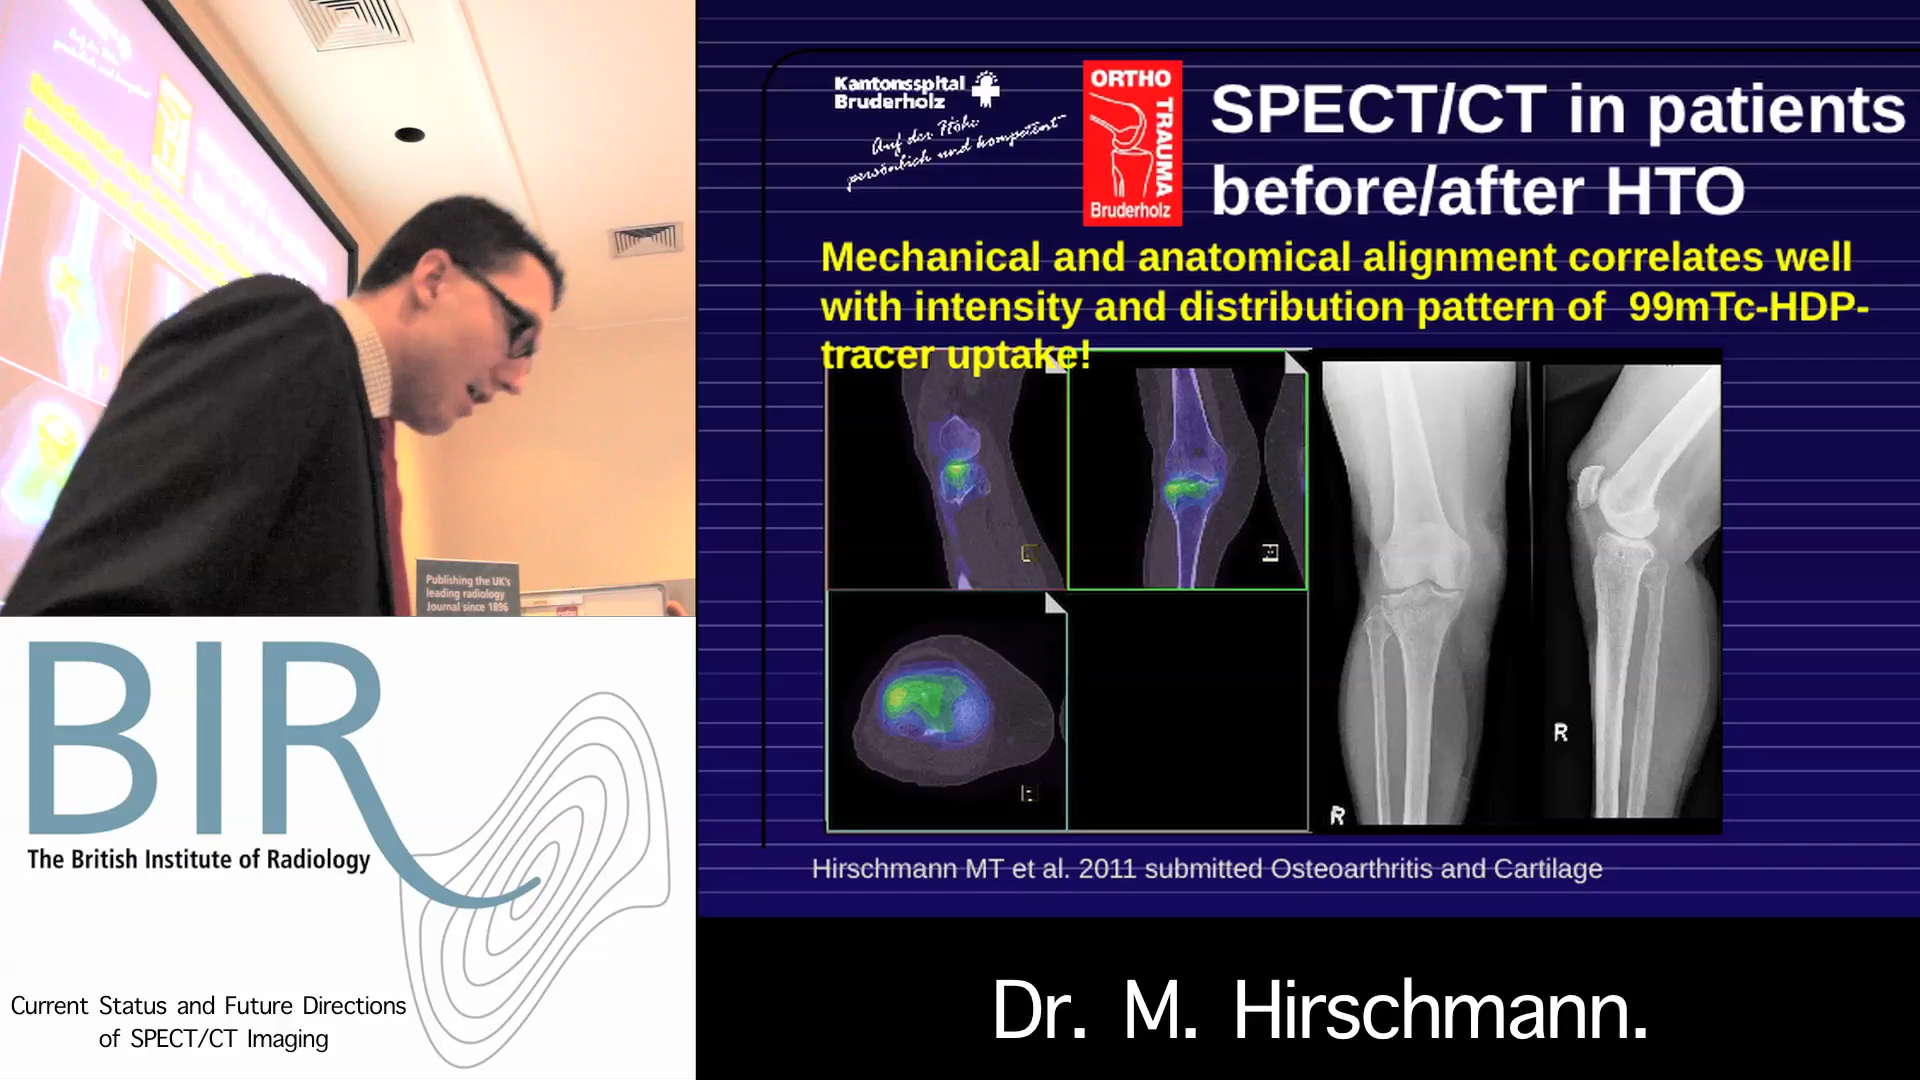 Kantonsspital
Bruderholz
Auf der Höhe
persönlich und kompetent
ORTHO
TRAUMA
Bruderholz
SPECT/CT in patients
before/after HTO
Mechanical and anatomical alignment correlates well
with intensity and distribution pattern of 99mTc-HDP-
tracer uptake!
R
R
Hirschmann MT et al. 2011 submitted Osteoarthritis and Cartilage
Publishing the UK's
leading radiology
Journal since 1896
BIR
The British Institute of Radiology
Current Status and Future Directions
of SPECT/CT Imaging
Dr. M. Hirschmann.